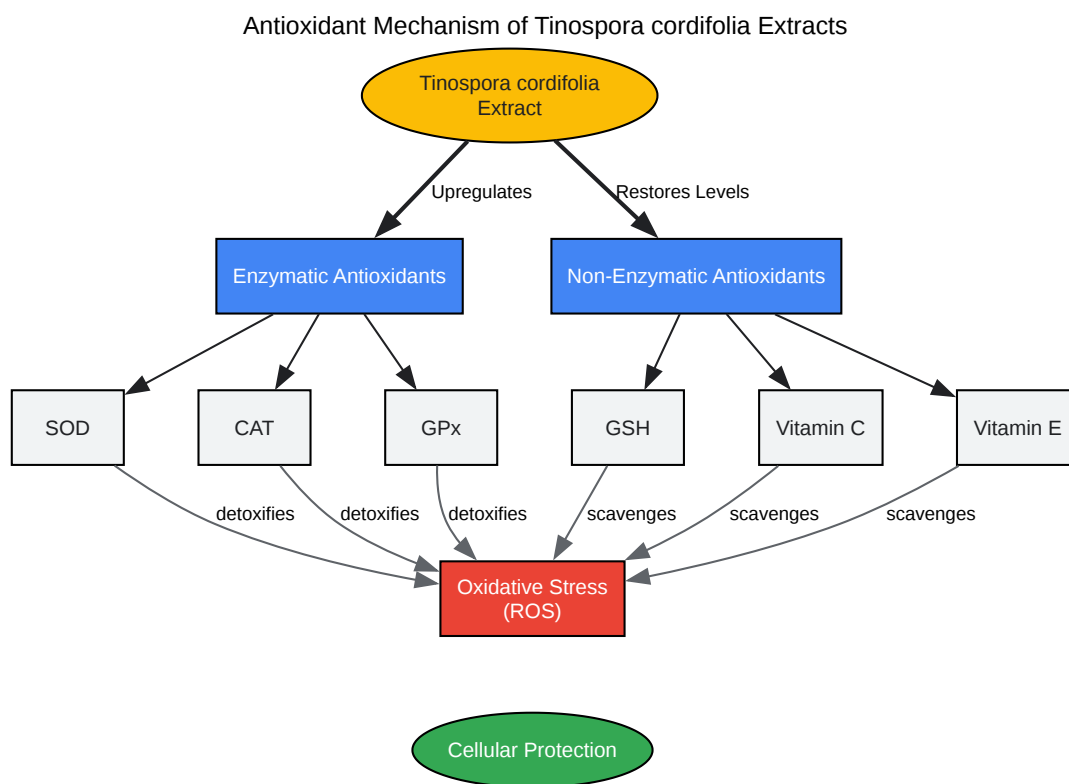 Antioxidant Mechanism of Tinospora cordifolia Extracts
Tinospora cordifolia
Extract
Upregulates
Restores Levels
Enzymatic Antioxidants
Non-Enzymatic Antioxidants
SOD
CAT
GPx
GSH
Vitamin C
Vitamin E
detoxifies
detoxifies
detoxifies
scavenges
scavenges
scavenges
Oxidative Stress
(ROS)
Cellular Protection